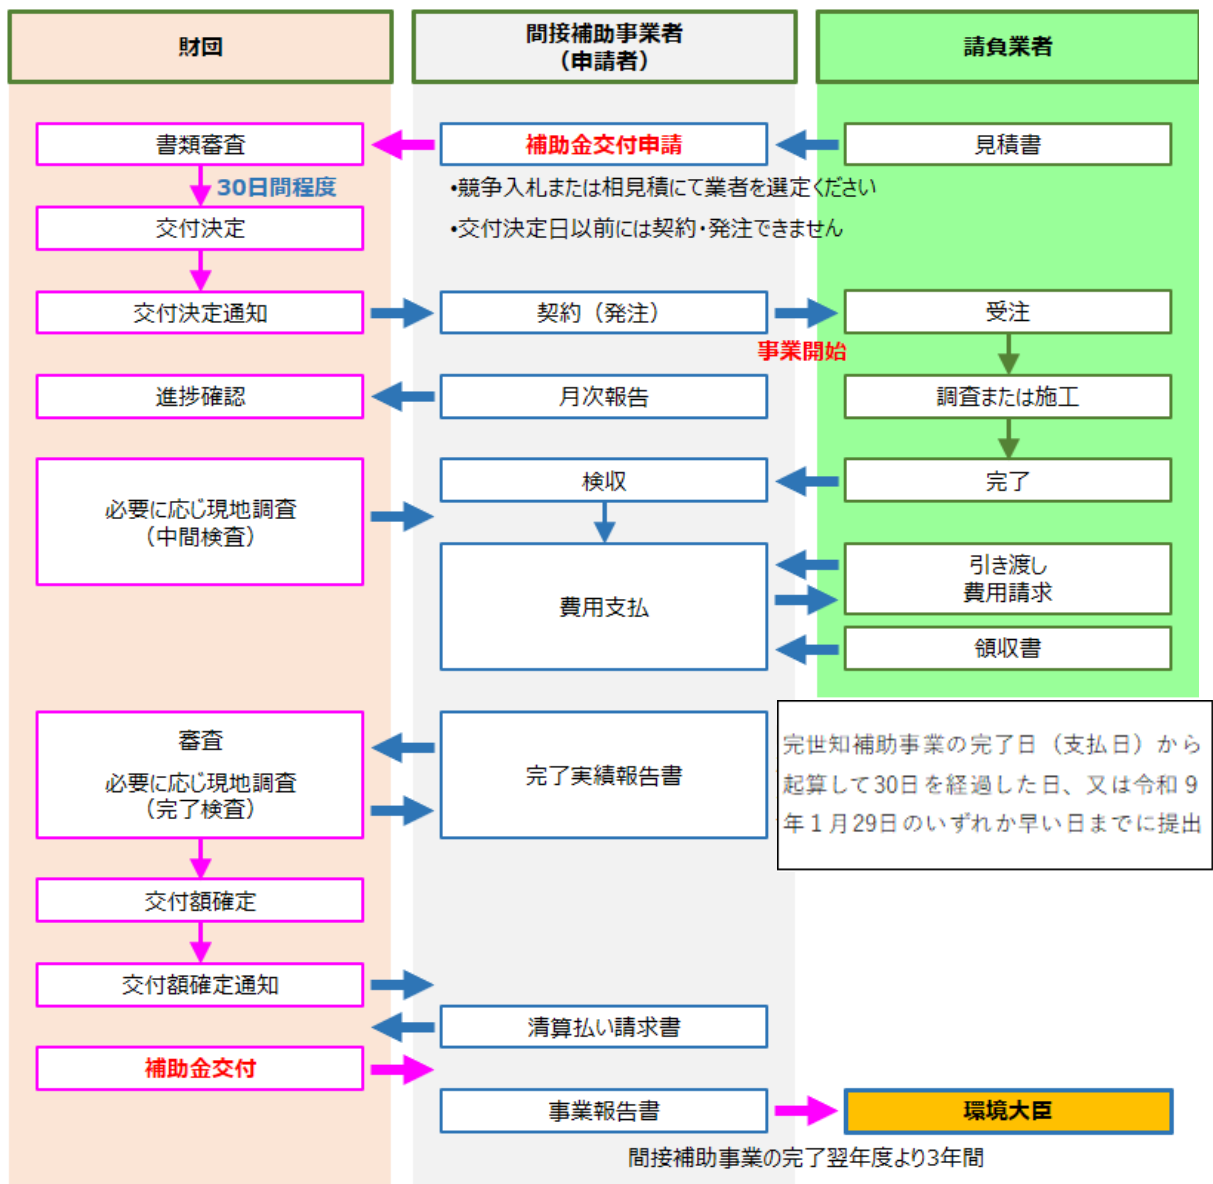 財団
間接補助事業者
（申請者）
請負業者
書類審査
補助金交付申請
見積書
30日間程度
•競争入札または相見積にて業者を選定ください
交付決定
•交付決定日以前には契約・発注できません
交付決定通知
契約（発注）
受注
事業開始
進捗確認
月次報告
調査または施工
必要に応じ現地調査
（中間検査）
検収
完了
費用支払
引き渡し
費用請求
領収書
審査
必要に応じ現地調査
（完了検査）
完了実績報告書
完世知補助事業の完了日（支払日）から
起算して30日を経過した日、又は令和９
年１月29日のいずれか早い日までに提出
交付額確定
交付額確定通知
清算払い請求書
補助金交付
事業報告書
環境大臣
間接補助事業の完了翌年度より3年間